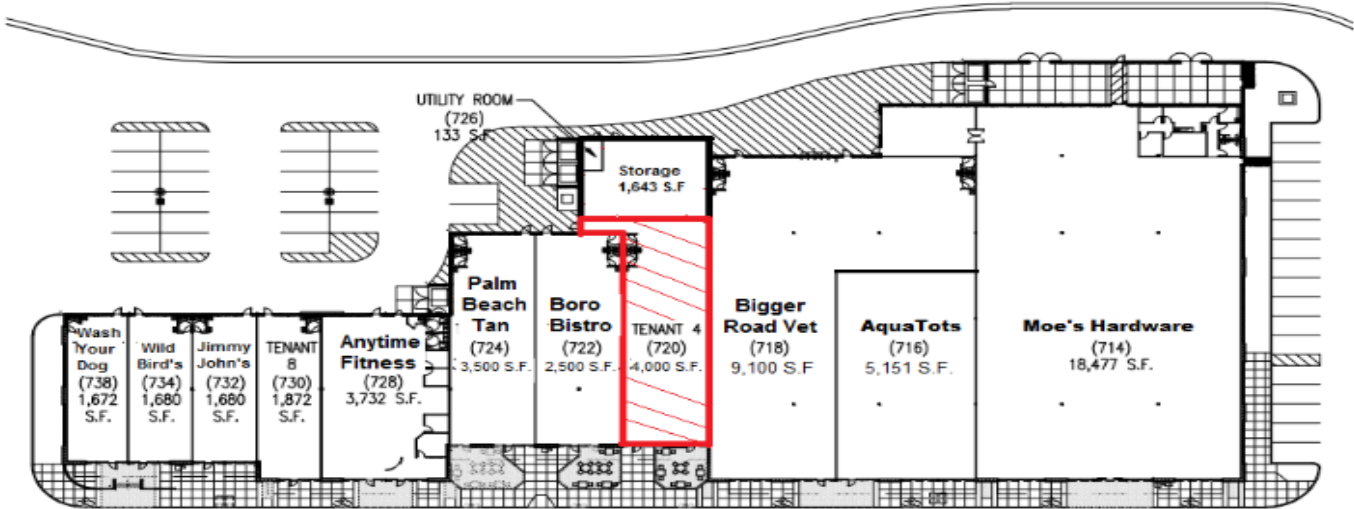 UTILITY ROOM
(726)
133 S.F.
Storage
1,643 S.F
Wash
Your
Dog
(738)
1,672
S.F.
Wild
Bird's
(734)
1,680
S.F.
Jimmy
John's
(732)
1,680
S.F.
TENANT
8
(730)
1,872
S.F.
Anytime
Fitness
(728)
3,732 S.F.
Palm
Beach
Tan
(724)
3,500 S.F.
Boro
Bistro
(722)
2,500 S.F.
TENANT 4
(720)
4,000 S.F.
Bigger
Road Vet
(718)
9,100 S.F
AquaTots
(716)
5,151 S.F.
Moe's Hardware
(714)
18,477 S.F.